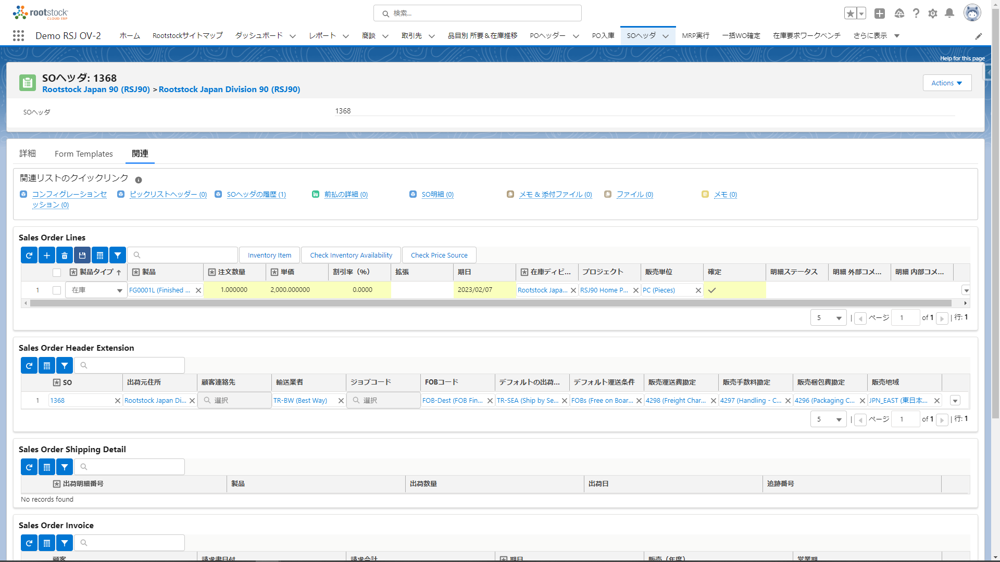 rootstock
CLOUD ERP
検索...
Demo RSJ OV-2
ホーム
Rootstockサイトマップ
ダッシュボード
レポート
商談
取引先
品目別 所要＆在庫推移
POヘッダー
PO入庫
SOヘッダ
MRP実行
一括WO確定
在庫要求ワークベンチ
さらに表示
Help for this page
SOヘッダ: 1368
Rootstock Japan 90 (RSJ90) > Rootstock Japan Division 90 (RSJ90)
Actions
SOヘッダ 1368
詳細 Form Templates 関連
関連リストのクイックリンク
コンフィグレーションセッション (0)
ピックリストヘッダー (0)
SOヘッダの履歴 (1)
前払の詳細 (0)
SO明細 (0)
メモ & 添付ファイル (0)
ファイル (0)
メモ (0)
Sales Order Lines
Inventory Item Check Inventory Availability Check Price Source
製品タイプ 製品 注文数量 単価 割引率（%） 拡張 期日 在庫ディビ... プロジェクト 販売単位 確定 明細ステータス 明細 外部コメ... 明細 内部コメ...
1 在庫 FG0001L (Finished ... 1.000000 2,000.000000 0.0000 2023/02/07 Rootstock Japa... RSJ90 Home P... PC (Pieces)
5 | ページ 1 of 1 | 行: 1
Sales Order Header Extension
SO 出荷元住所 顧客連絡先 輸送業者 ジョブコード FOBコード デフォルトの出荷... デフォルト運送条件 販売運送費勘定 販売手数料勘定 販売梱包費勘定 販売地域
1 1368 Rootstock Japan Di... 選択 TR-BW (Best Way) 選択 FOB-Dest (FOB Fin... TR-SEA (Ship by Se... FOBs (Free on Boar... 4298 (Freight Char... 4297 (Handling - C... 4296 (Packaging C... JPN_EAST (東日本...
5 | ページ 1 of 1 | 行: 1
Sales Order Shipping Detail
出荷明細番号 製品 出荷数量 出荷日 追跡番号
No records found
Sales Order Invoice
顧客 請求書日付 請求合計 期日 販売（年度） 営業期